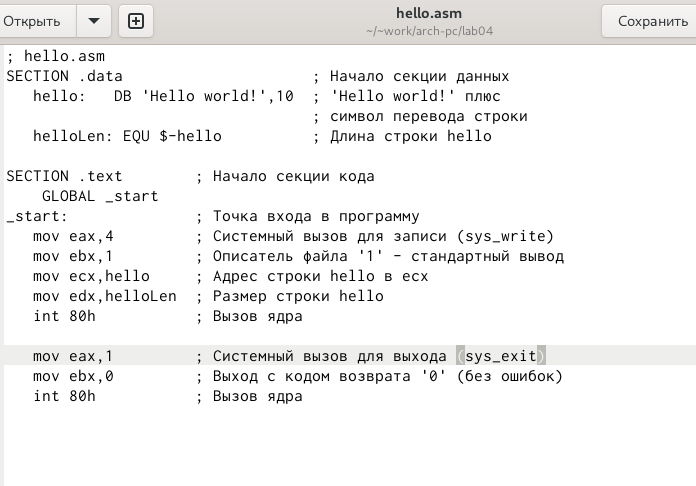 Открыть
hello.asm
~/~work/arch-pc/lab04
Сохранить
; hello.asm
SECTION .data ; Начало секции данных
hello: DB 'Hello world!',10 ; 'Hello world!' плюс
; символ перевода строки
helloLen: EQU $-hello ; Длина строки hello
SECTION .text ; Начало секции кода
GLOBAL _start
_start: ; Точка входа в программу
mov eax,4 ; Системный вызов для записи (sys_write)
mov ebx,1 ; Описатель файла '1' - стандартный вывод
mov ecx,hello ; Адрес строки hello в ecx
mov edx,helloLen ; Размер строки hello
int 80h ; Вызов ядра
mov eax,1 ; Системный вызов для выхода (sys_exit)
mov ebx,0 ; Выход с кодом возврата '0' (без ошибок)
int 80h ; Вызов ядра